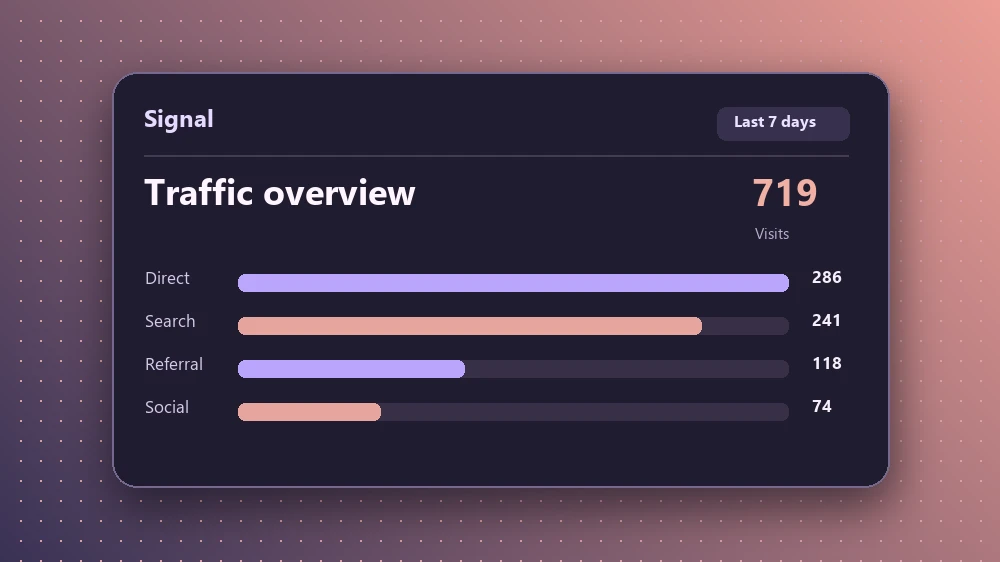 Signal
Last 7 days
Traffic overview
719
Visits
Direct 286
Search 241
Referral 118
Social 74